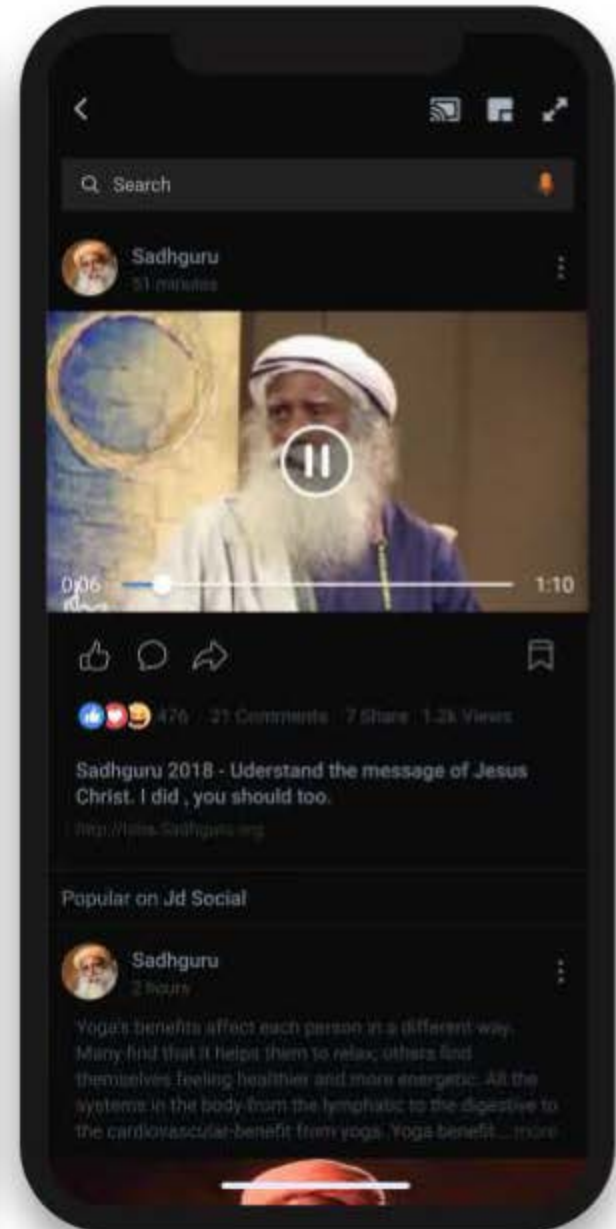 Search
Sadhguru
51 minutes
0:06
1:10
476 21 Comments 7 Share 1.2k Views
Sadhguru 2018 - Uderstand the message of Jesus
Christ. I did , you should too.
Popular on Jd Social
Sadhguru
2 hours
Yoga's benefits affect each person in a different way.
Many find that it helps them to relax; others find
themselves feeling healthier and more energetic. All the
systems in the body-from the lymphatic to the digestive to
the cardiovascular-benefit from yoga. Yoga benefit... more